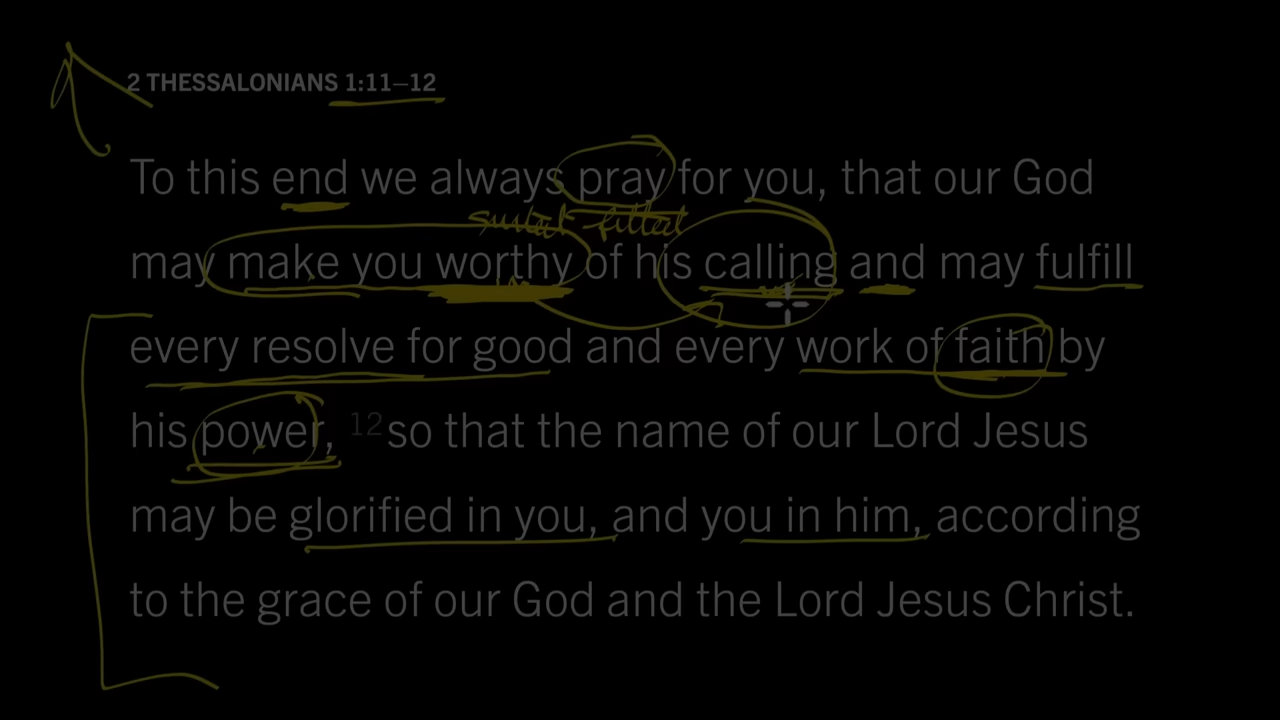 2 THESSALONIANS 1:11–12
To this end we always pray for you, that our God
suited fitted
may make you worthy of his calling and may fulfill
every resolve for good and every work of faith by
his power, 12 so that the name of our Lord Jesus
may be glorified in you, and you in him, according
to the grace of our God and the Lord Jesus Christ.